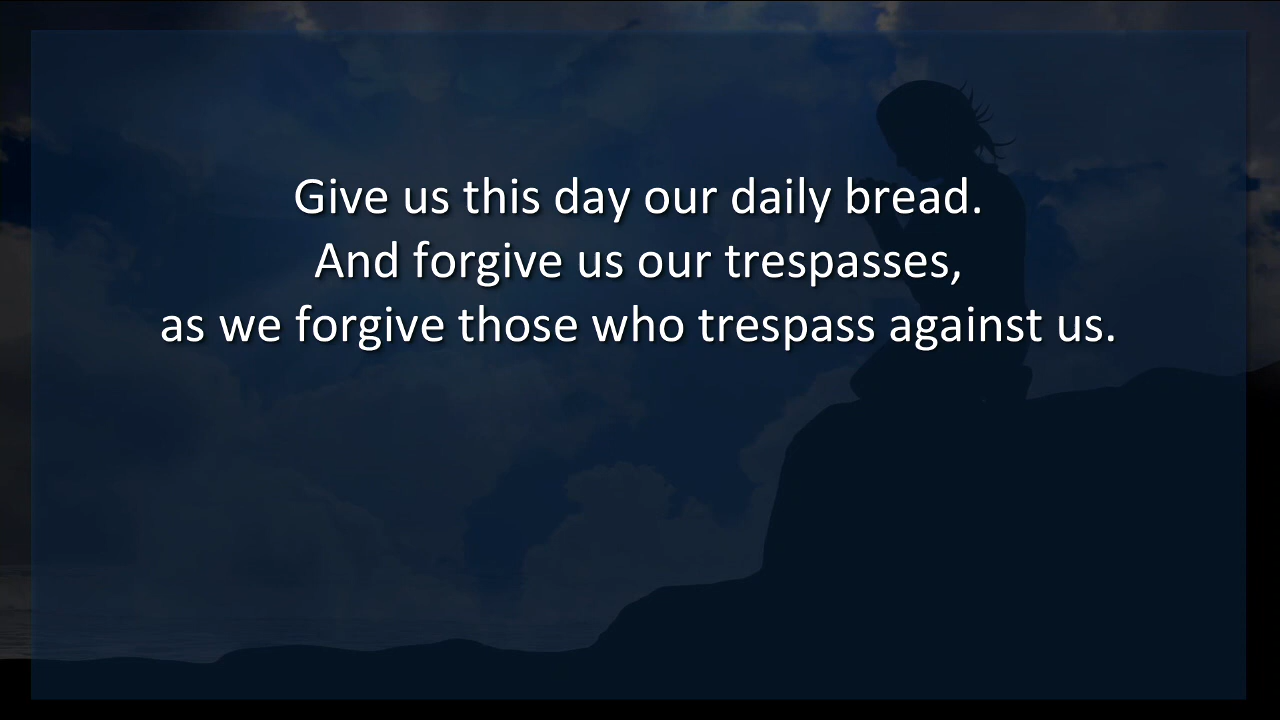 Give us this day our daily bread.
And forgive us our trespasses,
as we forgive those who trespass against us.